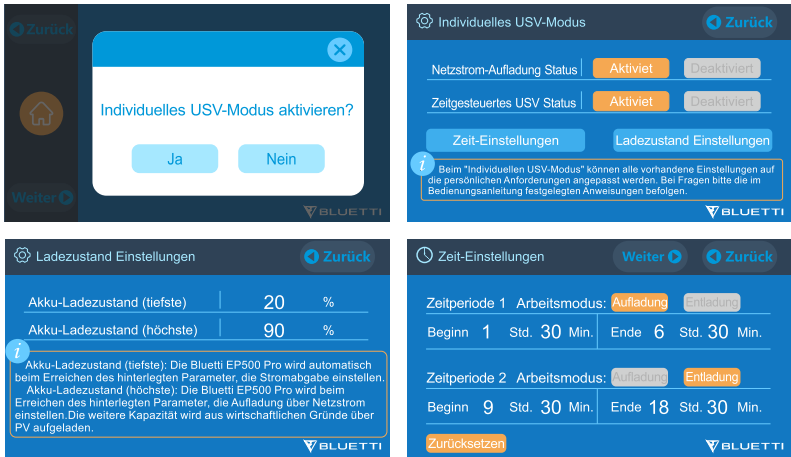 Zurück
Individuelles USV-Modus aktivieren?
Ja Nein
Weiter
BLUETTI
Individuelles USV-Modus Zurück
Netzstrom-Aufladung Status Aktiviet Deaktiviert
Zeitgesteuertes USV Status Aktiviet Deaktiviert
Zeit-Einstellungen Ladezustand Einstellungen
i Beim "Individuellen USV-Modus" können alle vorhandene Einstellungen auf
die persönlichen Anforderungen angepasst werden. Bei Fragen bitte die im
Bedienungsanleitung festgelegten Anweisungen befolgen.
BLUETTI
Ladezustand Einstellungen Zurück
Akku-Ladezustand (tiefste) 20 %
Akku-Ladezustand (höchste) 90 %
i
Akku-Ladezustand (tiefste): Die Bluetti EP500 Pro wird automatisch
beim Erreichen des hinterlegten Parameter, die Stromabgabe einstellen.
Akku-Ladezustand (höchste): Die Bluetti EP500 Pro wird beim
Erreichen des hinterlegten Parameter, die Aufladung über Netzstrom
einstellen.Die weitere Kapazität wird aus wirtschaftlichen Gründe über
PV aufgeladen.
BLUETTI
Zeit-Einstellungen Weiter Zurück
Zeitperiode 1 Arbeitsmodus: Aufladung Entladung
Beginn 1 Std. 30 Min. Ende 6 Std. 30 Min.
Zeitperiode 2 Arbeitsmodus: Aufladung Entladung
Beginn 9 Std. 30 Min. Ende 18 Std. 30 Min.
Zurücksetzen
BLUETTI